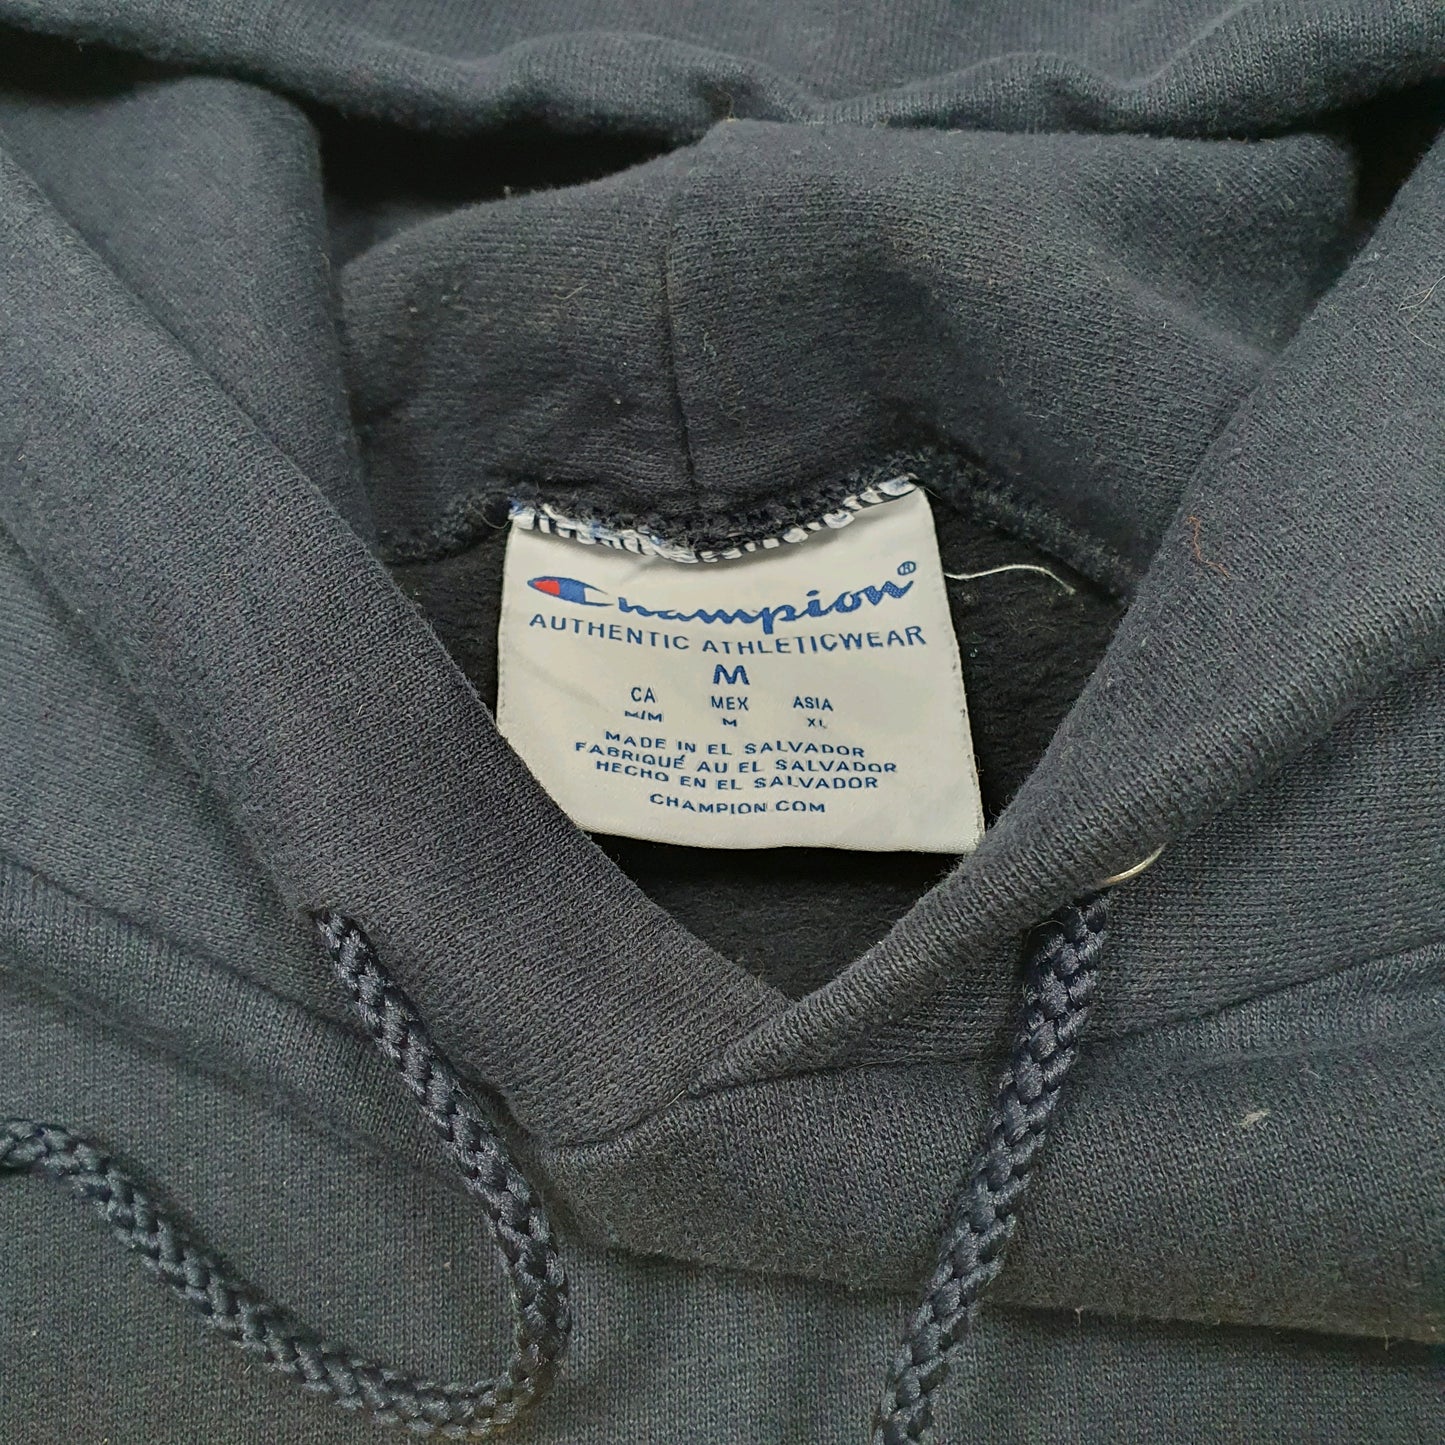 Champion®
AUTHENTIC ATHLETICWEAR
M
CA MEX ASIA
M/M M XL
MADE IN EL SALVADOR
FABRIQUÉ AU EL SALVADOR
HECHO EN EL SALVADOR
CHAMPION.COM